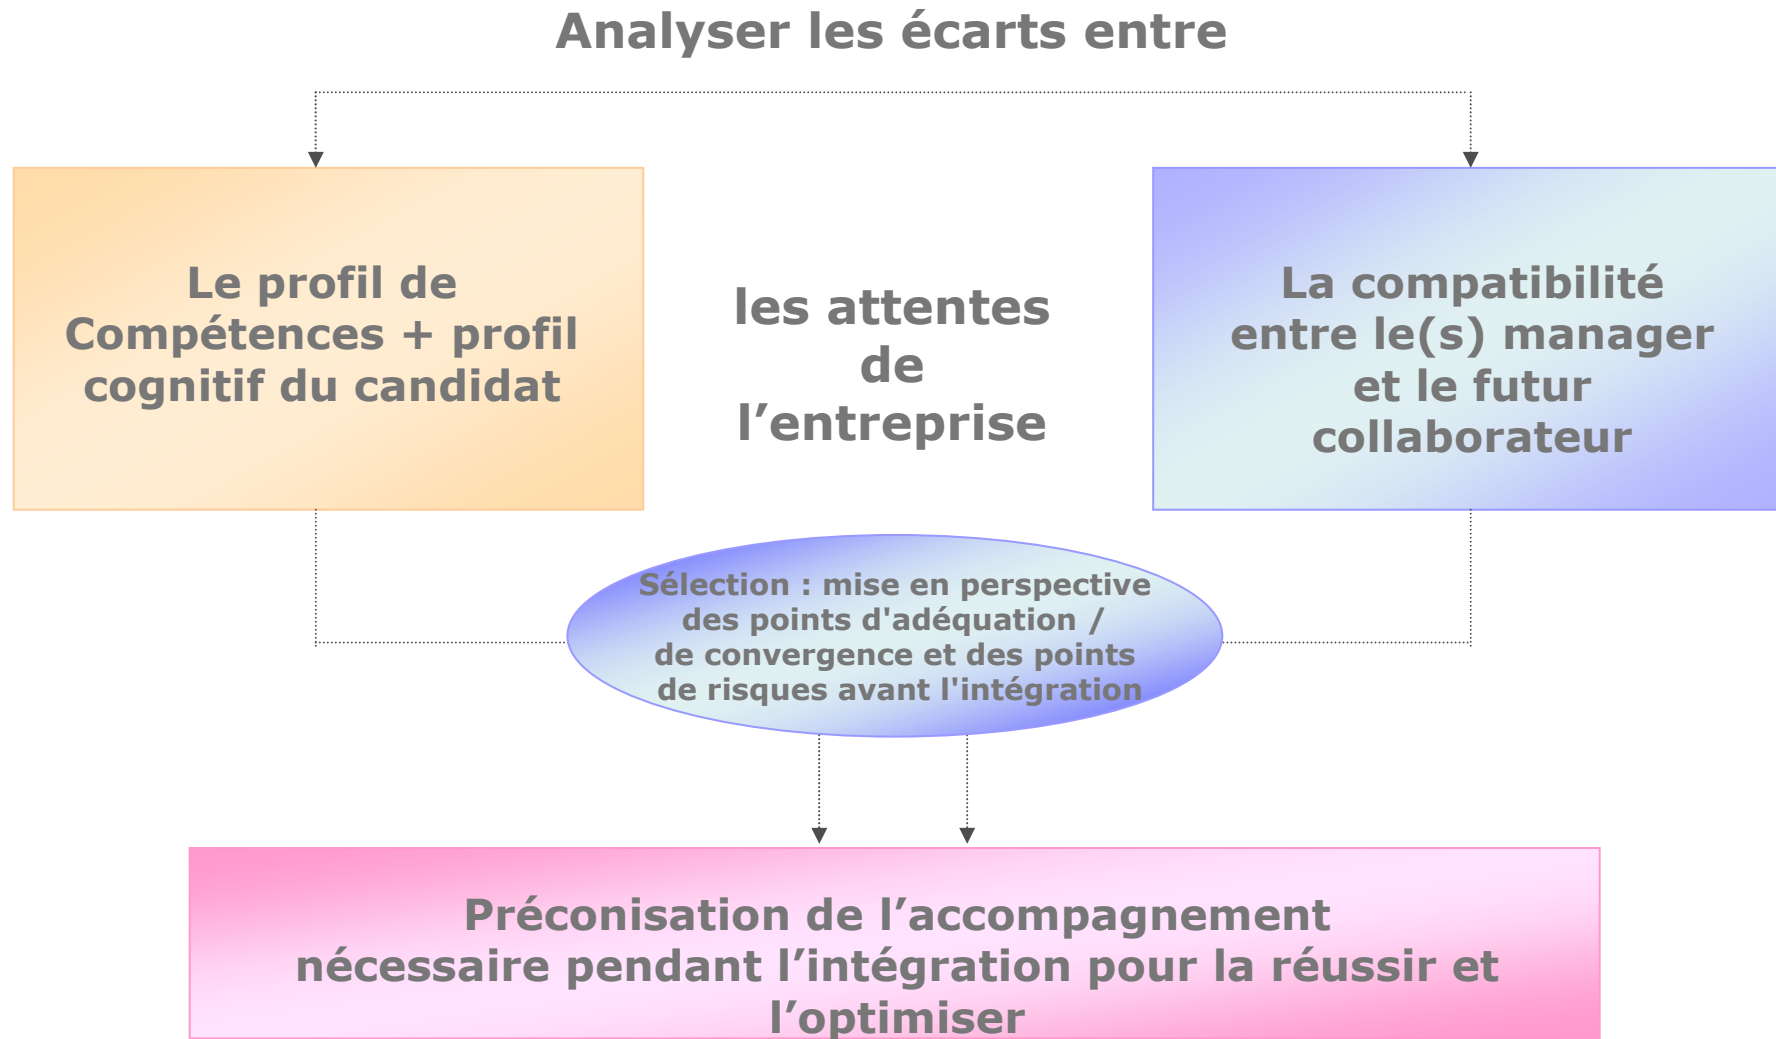 Analyser les écarts entre
Le profil de
Compétences + profil
cognitif du candidat
les attentes
de
l’entreprise
La compatibilité
entre le(s) manager
et le futur
collaborateur
Sélection : mise en perspective
des points d'adéquation /
de convergence et des points
de risques avant l'intégration
Préconisation de l’accompagnement
nécessaire pendant l’intégration pour la réussir et
l’optimiser